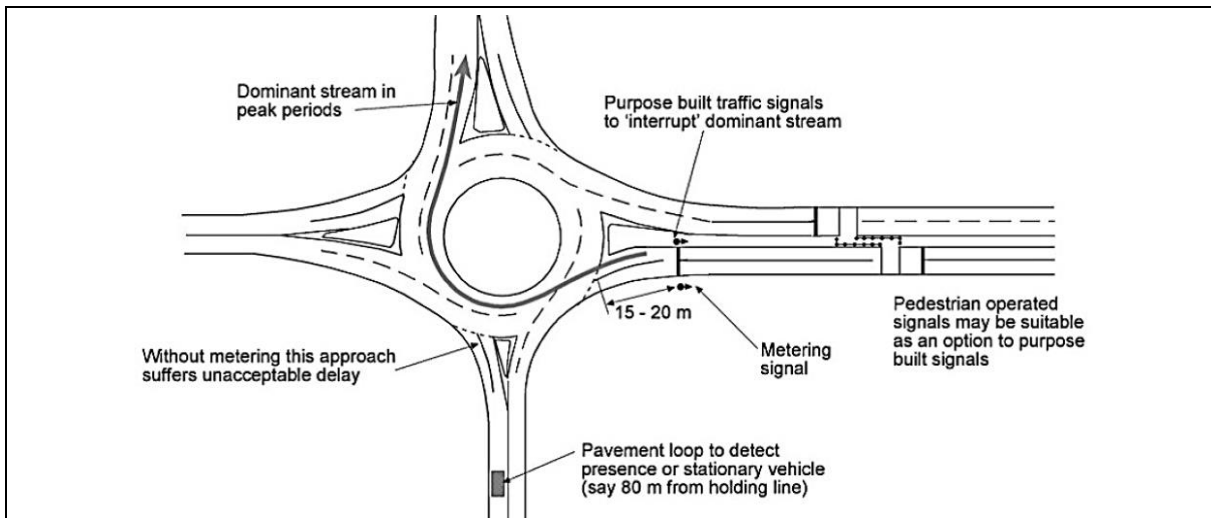 Dominant stream in
peak periods
Purpose built traffic signals
to ‘interrupt’ dominant stream
15 - 20 m
Metering
signal
Pedestrian operated
signals may be suitable
as an option to purpose
built signals
Without metering this approach
suffers unacceptable delay
Pavement loop to detect
presence or stationary vehicle
(say 80 m from holding line)